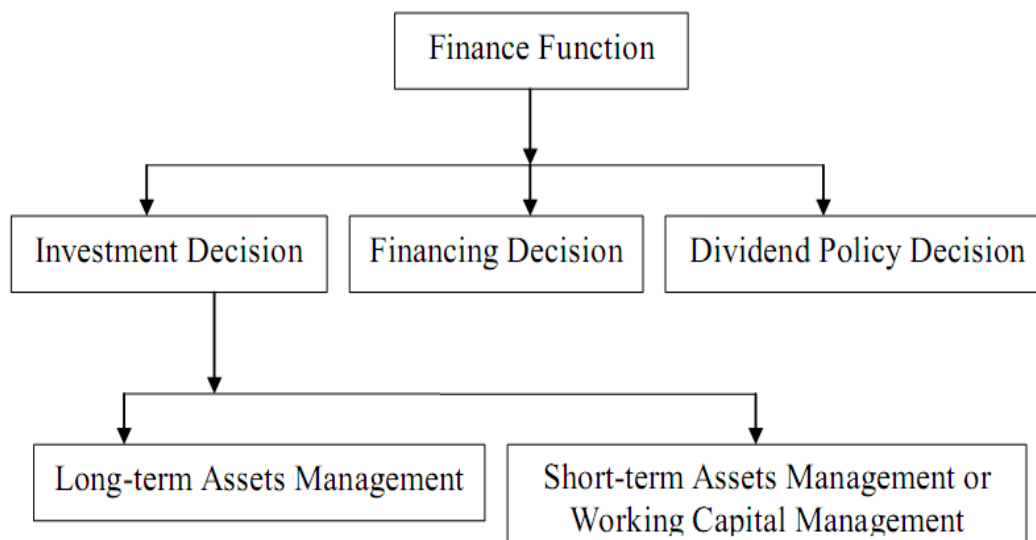 Finance Function
Investment Decision
Financing Decision
Dividend Policy Decision
Long-term Assets Management
Short-term Assets Management or
Working Capital Management